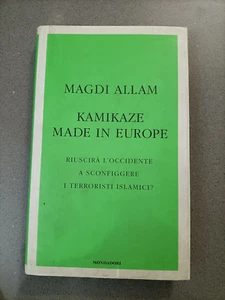 MAGDI ALLAM
KAMIKAZE
MADE IN EUROPE
RIUSCIRÀ L'OCCIDENTE
A SCONFIGGERE
I TERRORISTI ISLAMICI?
MONDADORI